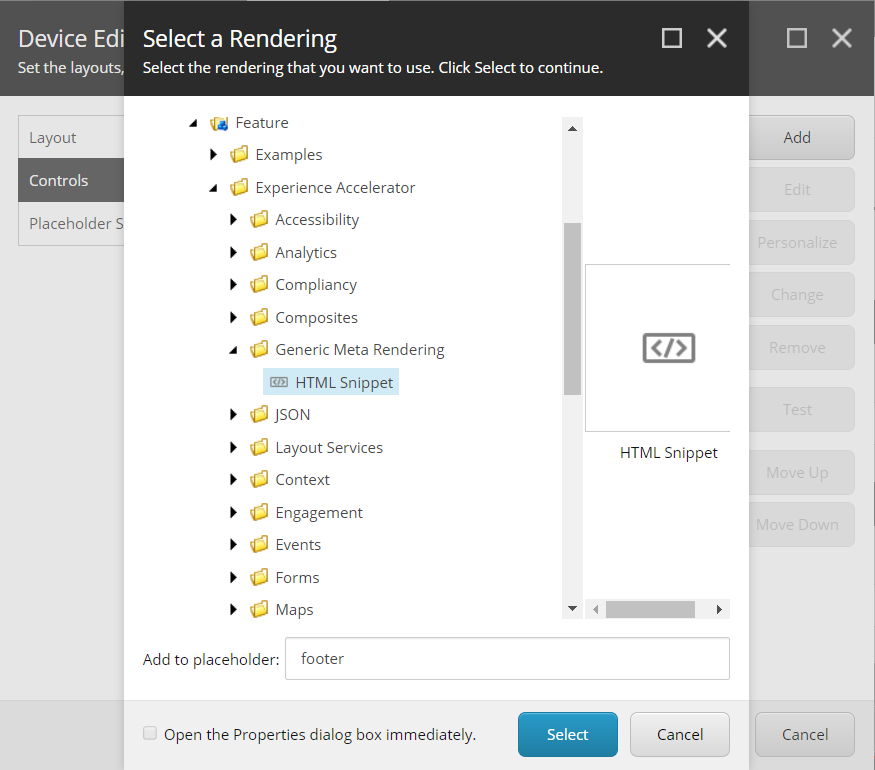 Device Edi
Set the layouts,
Select a Rendering
Select the rendering that you want to use. Click Select to continue.
Layout
Controls
Placeholder S
Feature
Examples
Experience Accelerator
Accessibility
Analytics
Compliancy
Composites
Generic Meta Rendering
HTML Snippet
JSON
Layout Services
Context
Engagement
Events
Forms
Maps
</>
HTML Snippet
Add
Edit
Personalize
Change
Remove
Test
Move Up
Move Down
Add to placeholder: footer
Open the Properties dialog box immediately.
Select
Cancel
Cancel